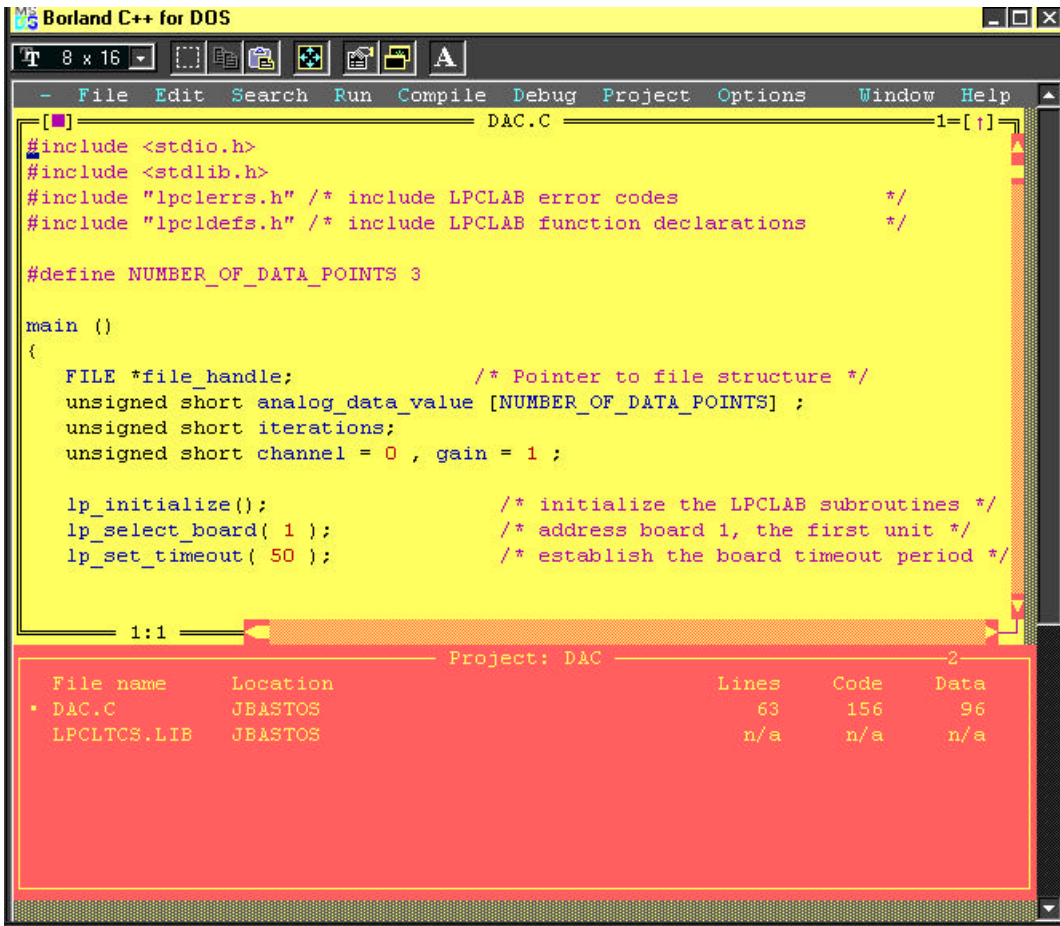 Borland C++ for DOS
8 x 16 A
- File Edit Search Run Compile Debug Project Options Window Help
[■] DAC.C 1=[↑]
#include <stdio.h>
#include <stdlib.h>
#include "lpclerrs.h" /* include LPCLAB error codes */
#include "lpcldefs.h" /* include LPCLAB function declarations */
#define NUMBER_OF_DATA_POINTS 3
main ()
{
FILE *file_handle; /* Pointer to file structure */
unsigned short analog_data_value [NUMBER_OF_DATA_POINTS] ;
unsigned short iterations;
unsigned short channel = 0 , gain = 1 ;
lp_initialize(); /* initialize the LPCLAB subroutines */
lp_select_board( 1 ); /* address board 1, the first unit */
lp_set_timeout( 50 ); /* establish the board timeout period */
1:1
Project: DAC 2
File name Location Lines Code Data
• DAC.C JBASTOS 63 156 96
LPCLTCS.LIB JBASTOS n/a n/a n/a